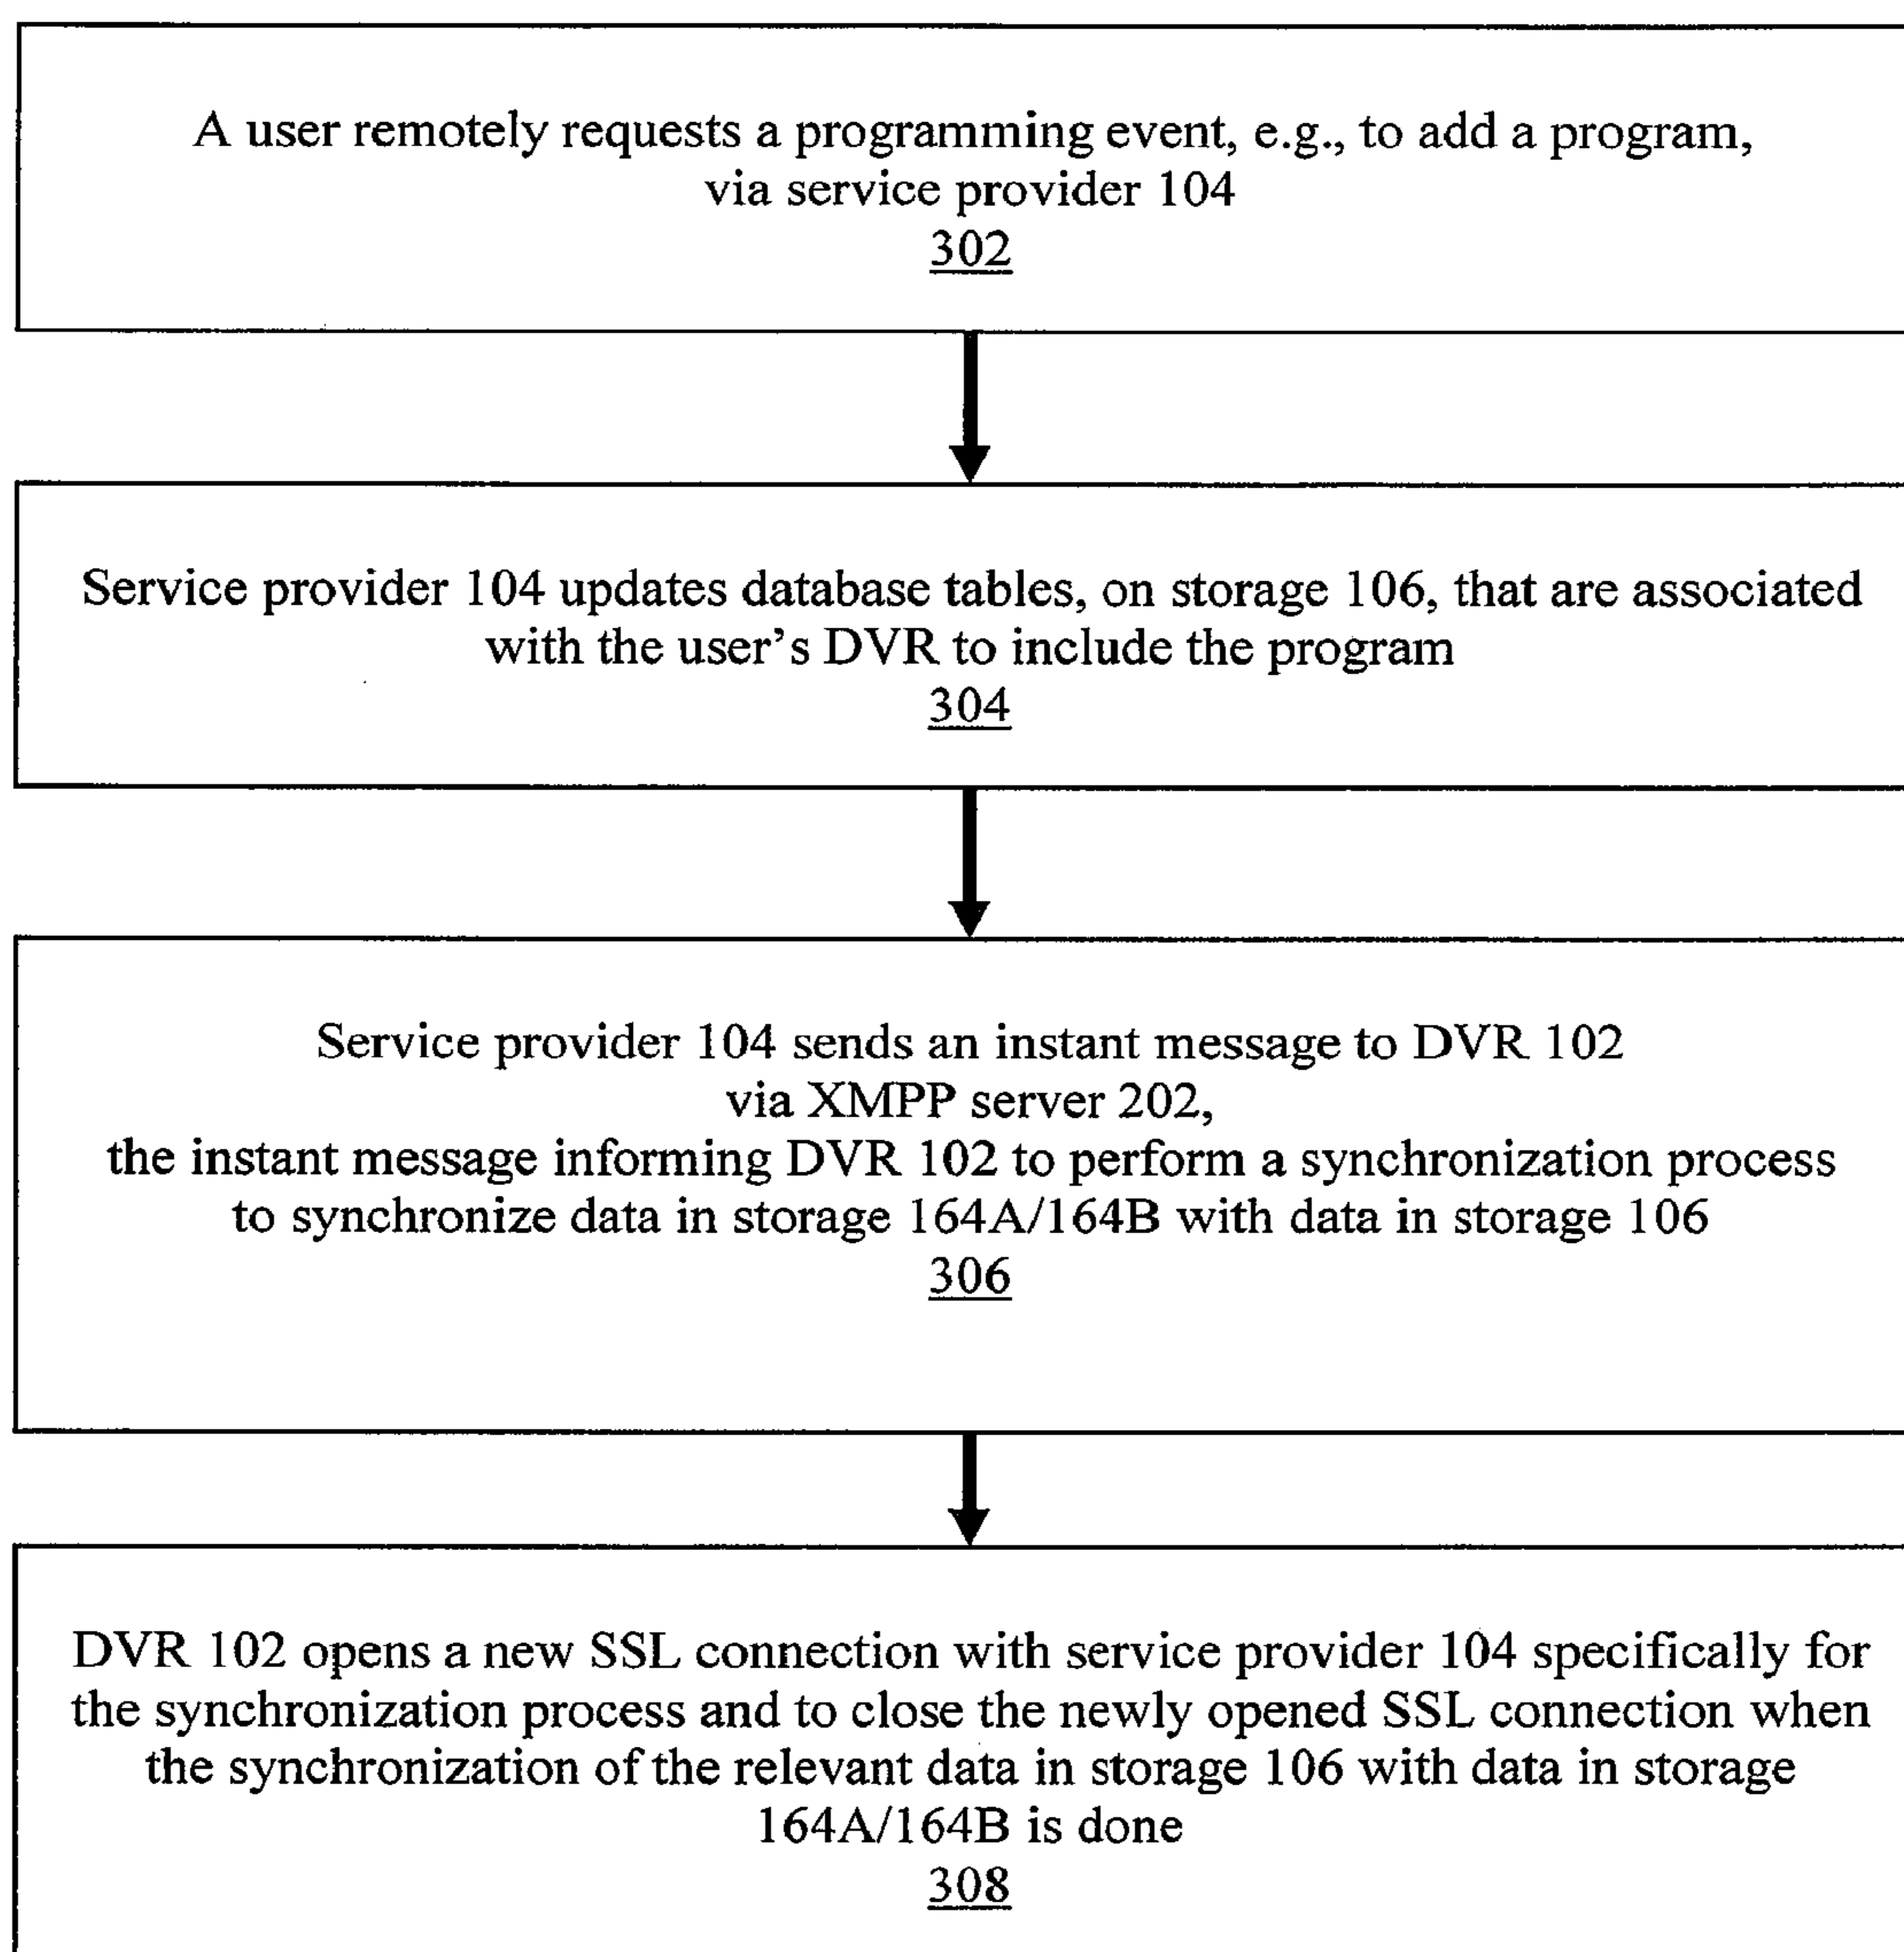 A user remotely requests a programming event, e.g., to add a program,
via service provider 104
302
Service provider 104 updates database tables, on storage 106, that are associated
with the user’s DVR to include the program
304
Service provider 104 sends an instant message to DVR 102
via XMPP server 202,
the instant message informing DVR 102 to perform a synchronization process
to synchronize data in storage 164A/164B with data in storage 106
306
DVR 102 opens a new SSL connection with service provider 104 specifically for
the synchronization process and to close the newly opened SSL connection when
the synchronization of the relevant data in storage 106 with data in storage
164A/164B is done
308